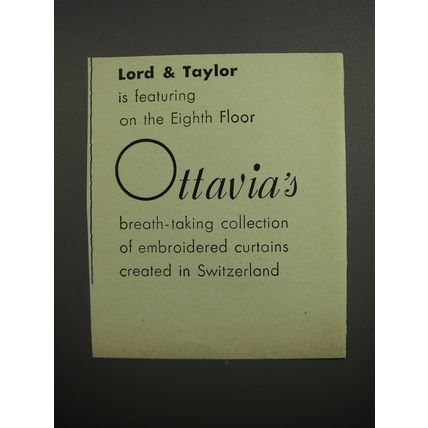 Lord & Taylor
is featuring
on the Eighth Floor
Ottavia's
breath-taking collection
of embroidered curtains
created in Switzerland